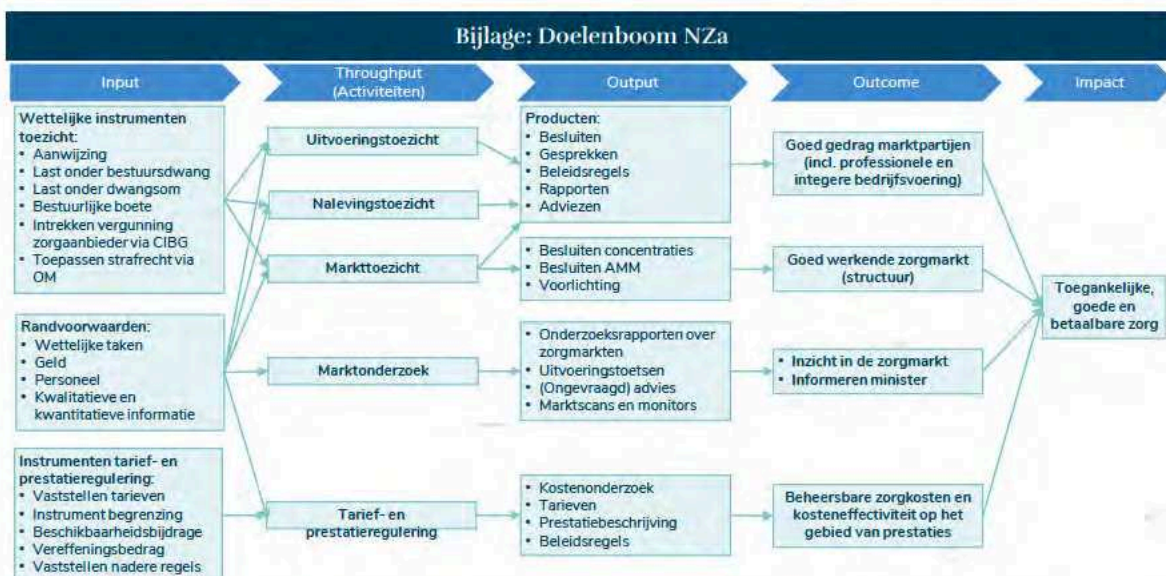 Bijlage: Doelenboom NZa
Input
Throughput
(Activiteiten)
Output
Outcome
Impact
Wettelijke instrumenten
toezicht:
• Aanwijzing
• Last onder bestuursdwang
• Last onder dwangsom
• Bestuurlijke boete
• Intrekken vergunning
zorgaanbieder via CIBG
• Toepassen strafrecht via
OM
Randvoorwaarden:
• Wettelijke taken
• Geld
• Personeel
• Kwalitatieve en
kwantitatieve informatie
Instrumenten tarief- en
prestatieregulering:
• Vaststellen tarieven
• Instrument begrenzing
• Beschikbaarheidsbijdrage
• Vereffeningsbedrag
• Vaststellen nadere regels
Uitvoeringstoezicht
Nalevingstoezicht
Markttoezicht
Marktonderzoek
Tarief- en
prestatieregulering
Producten:
• Besluiten
• Gesprekken
• Beleidsregels
• Rapporten
• Adviezen
• Besluiten concentraties
• Besluiten AMM
• Voorlichting
• Onderzoeksrapporten over
zorgmarkten
• Uitvoeringstoetsen
• (Ongevraagd) advies
• Marktscans en monitors
• Kostenonderzoek
• Tarieven
• Prestatiebeschrijving
• Beleidsregels
Goed gedrag marktpartijen
(incl. professionele en
integere bedrijfsvoering)
Goed werkende zorgmarkt
(structuur)
• Inzicht in de zorgmarkt
• Informeren minister
Beheersbare zorgkosten en
kosteneffectiviteit op het
gebied van prestaties
Toegankelijke,
goede en
betaalbare zorg